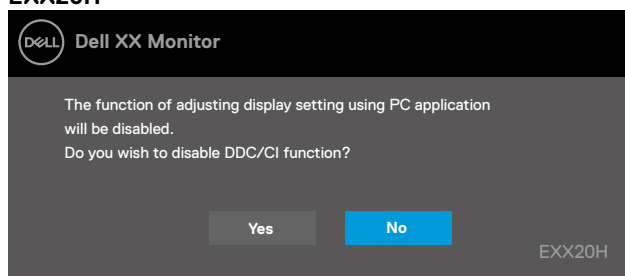 EXX20H
DELL Dell XX Monitor
The function of adjusting display setting using PC application
will be disabled.
Do you wish to disable DDC/CI function?
Yes No
EXX20H